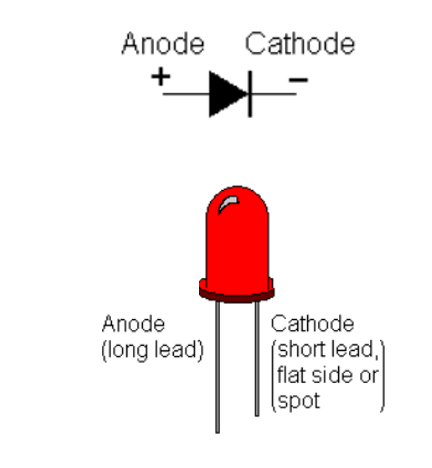 Anode Cathode
+ −
Anode
(long lead)
Cathode
(short lead,
flat side or
spot)